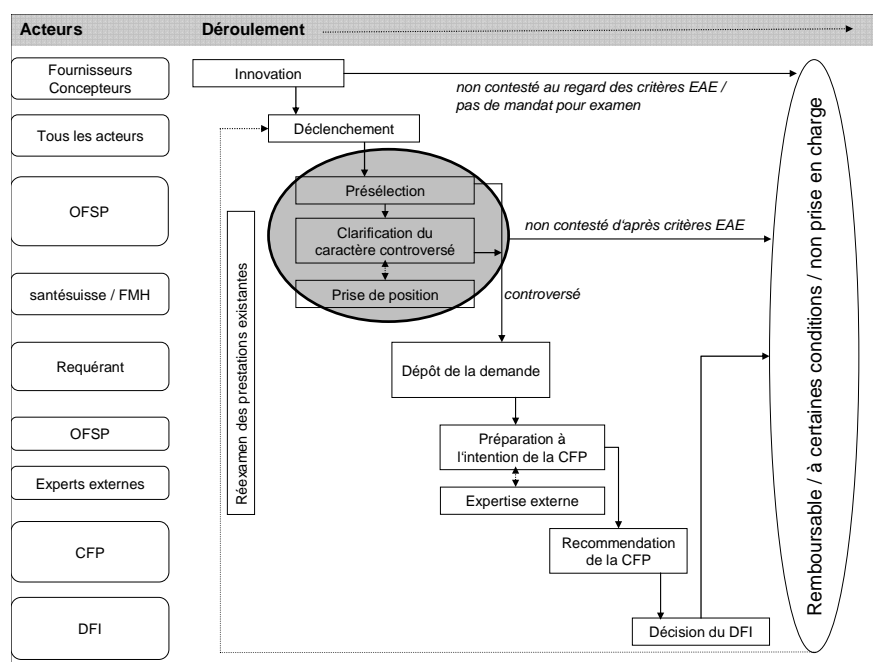 Acteurs
Déroulement
Fournisseurs
Concepteurs
Innovation
non contesté au regard des critères EAE /
pas de mandat pour examen
Tous les acteurs
Déclenchement
OFSP
Présélection
Clarification du
caractère controversé
non contesté d'après critères EAE
santésuisse / FMH
Prise de position
controversé
Requérant
Dépôt de la demande
OFSP
Préparation à
l'intention de la CFP
Experts externes
Expertise externe
CFP
Recommendation
de la CFP
DFI
Décision du DFI
Réexamen des prestations existantes
Remboursable / à certaines conditions / non prise en charge